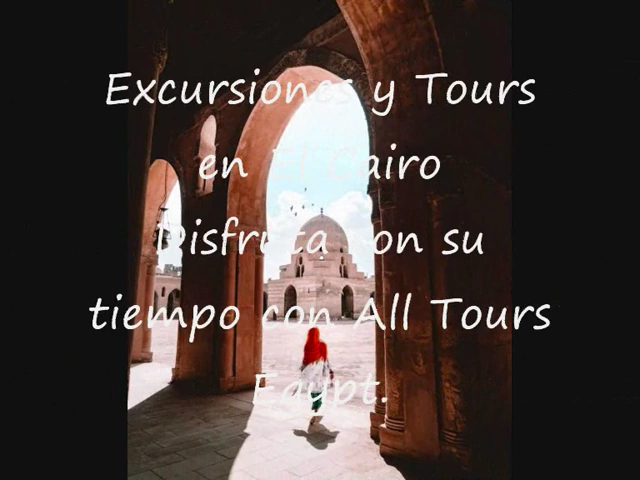 Excursiones y Tours
en El Cairo
Disfruta con su
tiempo con All Tours
Egypt.